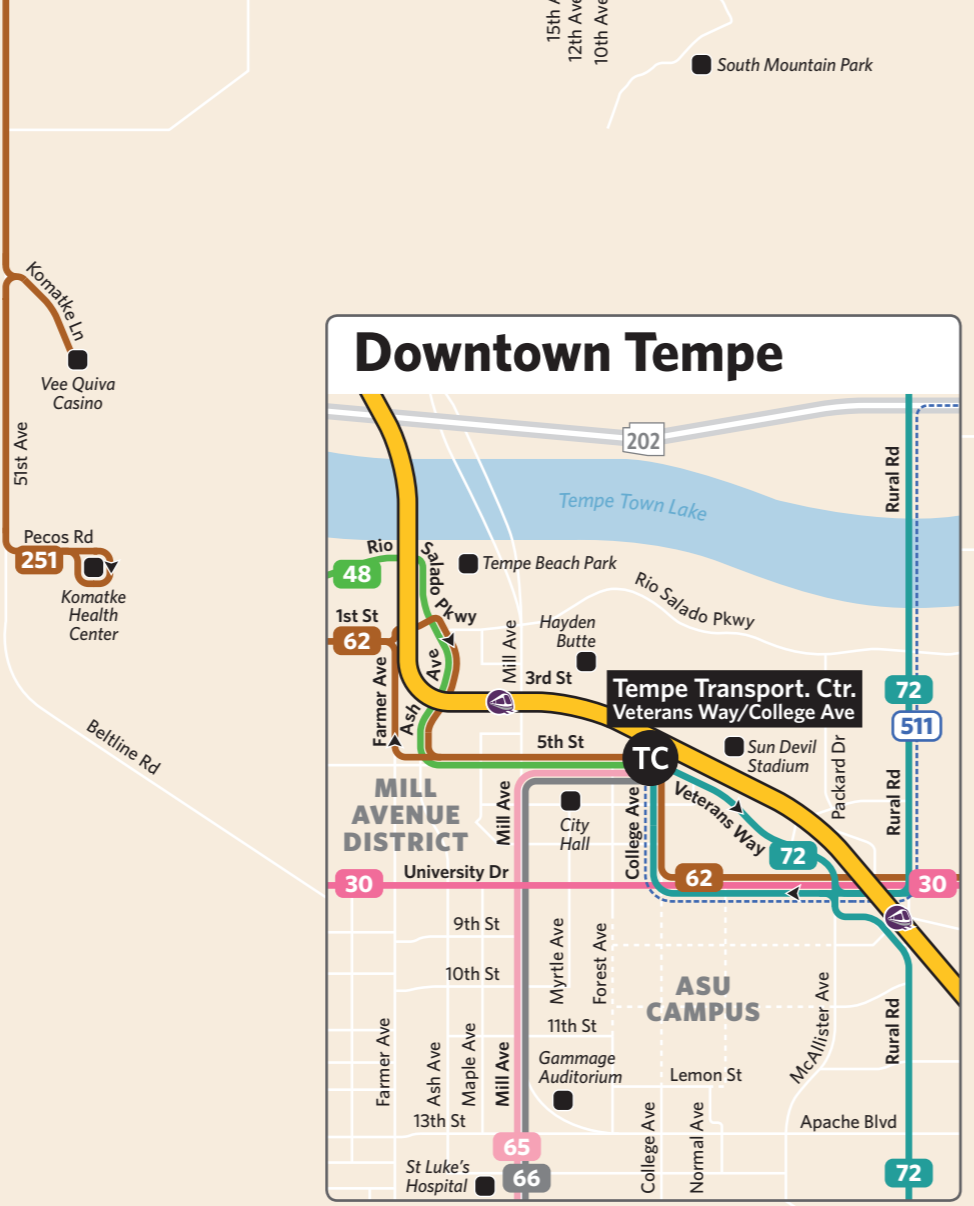 15th A
12th Ave
10th Ave
South Mountain Park
Komatke Ln
Vee Quiva
Casino
51st Ave
Pecos Rd
251
Komatke
Health
Center
Beltline Rd
Downtown Tempe
202
Tempe Town Lake
Rural Rd
Rio Salado Pkwy
48
Tempe Beach Park
Rio Salado Pkwy
1st St
62
Hayden
Butte
Mill Ave
3rd St
Farmer Ave
Ash Ave
Tempe Transport. Ctr.
Veterans Way/College Ave
72
511
5th St
TC
Sun Devil
Stadium
Packard Dr
Rural Rd
MILL
AVENUE
DISTRICT
Mill Ave
City
Hall
College Ave
Veterans Way
72
University Dr
30
62
30
9th St
10th St
Myrtle Ave
Forest Ave
ASU
CAMPUS
11th St
McAllister Ave
Rural Rd
Farmer Ave
Ash Ave
Maple Ave
Mill Ave
Gammage
Auditorium
Lemon St
13th St
College Ave
Normal Ave
Apache Blvd
65
St Luke's
Hospital
66
72